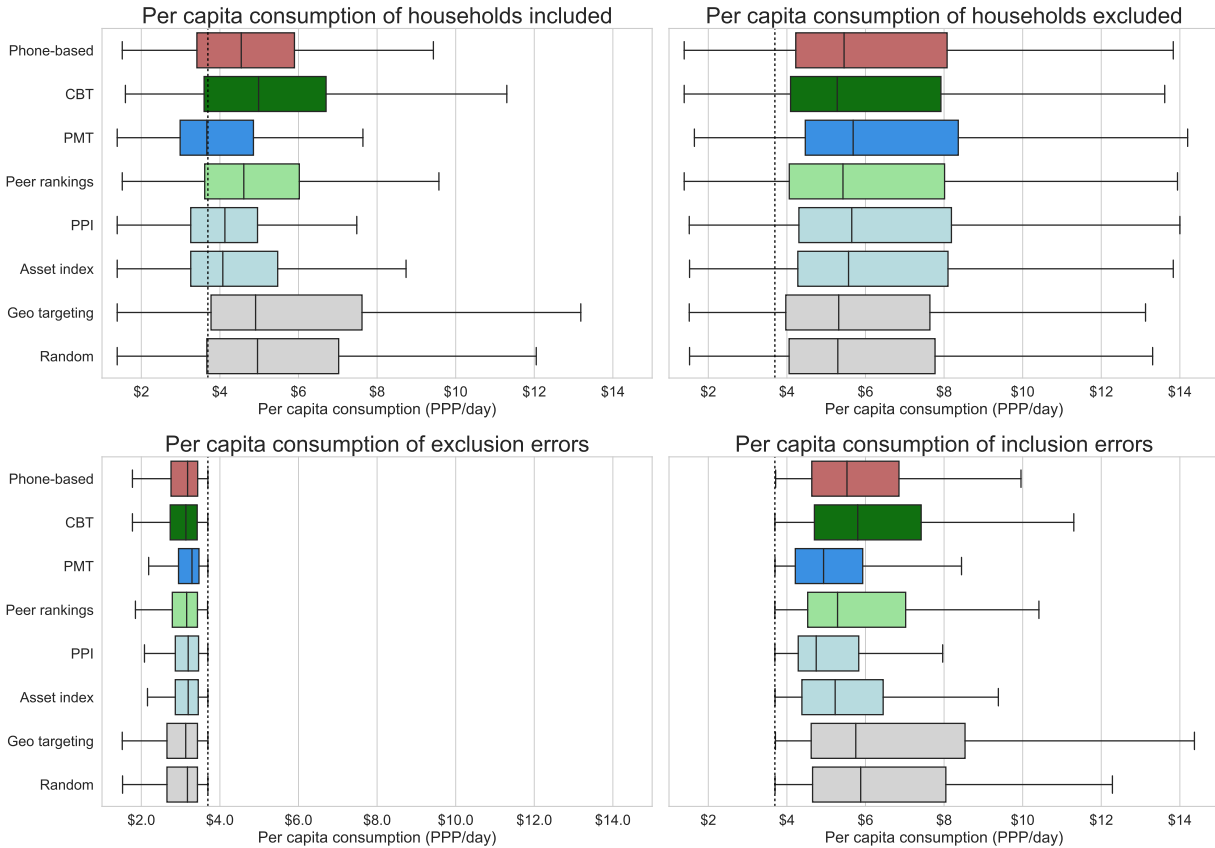 Per capita consumption of households included
Per capita consumption of households excluded
Phone-based
CBT
PMT
Peer rankings
PPI
Asset index
Geo targeting
Random
$2 $4 $6 $8 $10 $12 $14
Per capita consumption (PPP/day)
$2 $4 $6 $8 $10 $12 $14
Per capita consumption (PPP/day)
Per capita consumption of exclusion errors
Per capita consumption of inclusion errors
Phone-based
CBT
PMT
Peer rankings
PPI
Asset index
Geo targeting
Random
$2.0 $4.0 $6.0 $8.0 $10.0 $12.0 $14.0
Per capita consumption (PPP/day)
$2 $4 $6 $8 $10 $12 $14
Per capita consumption (PPP/day)